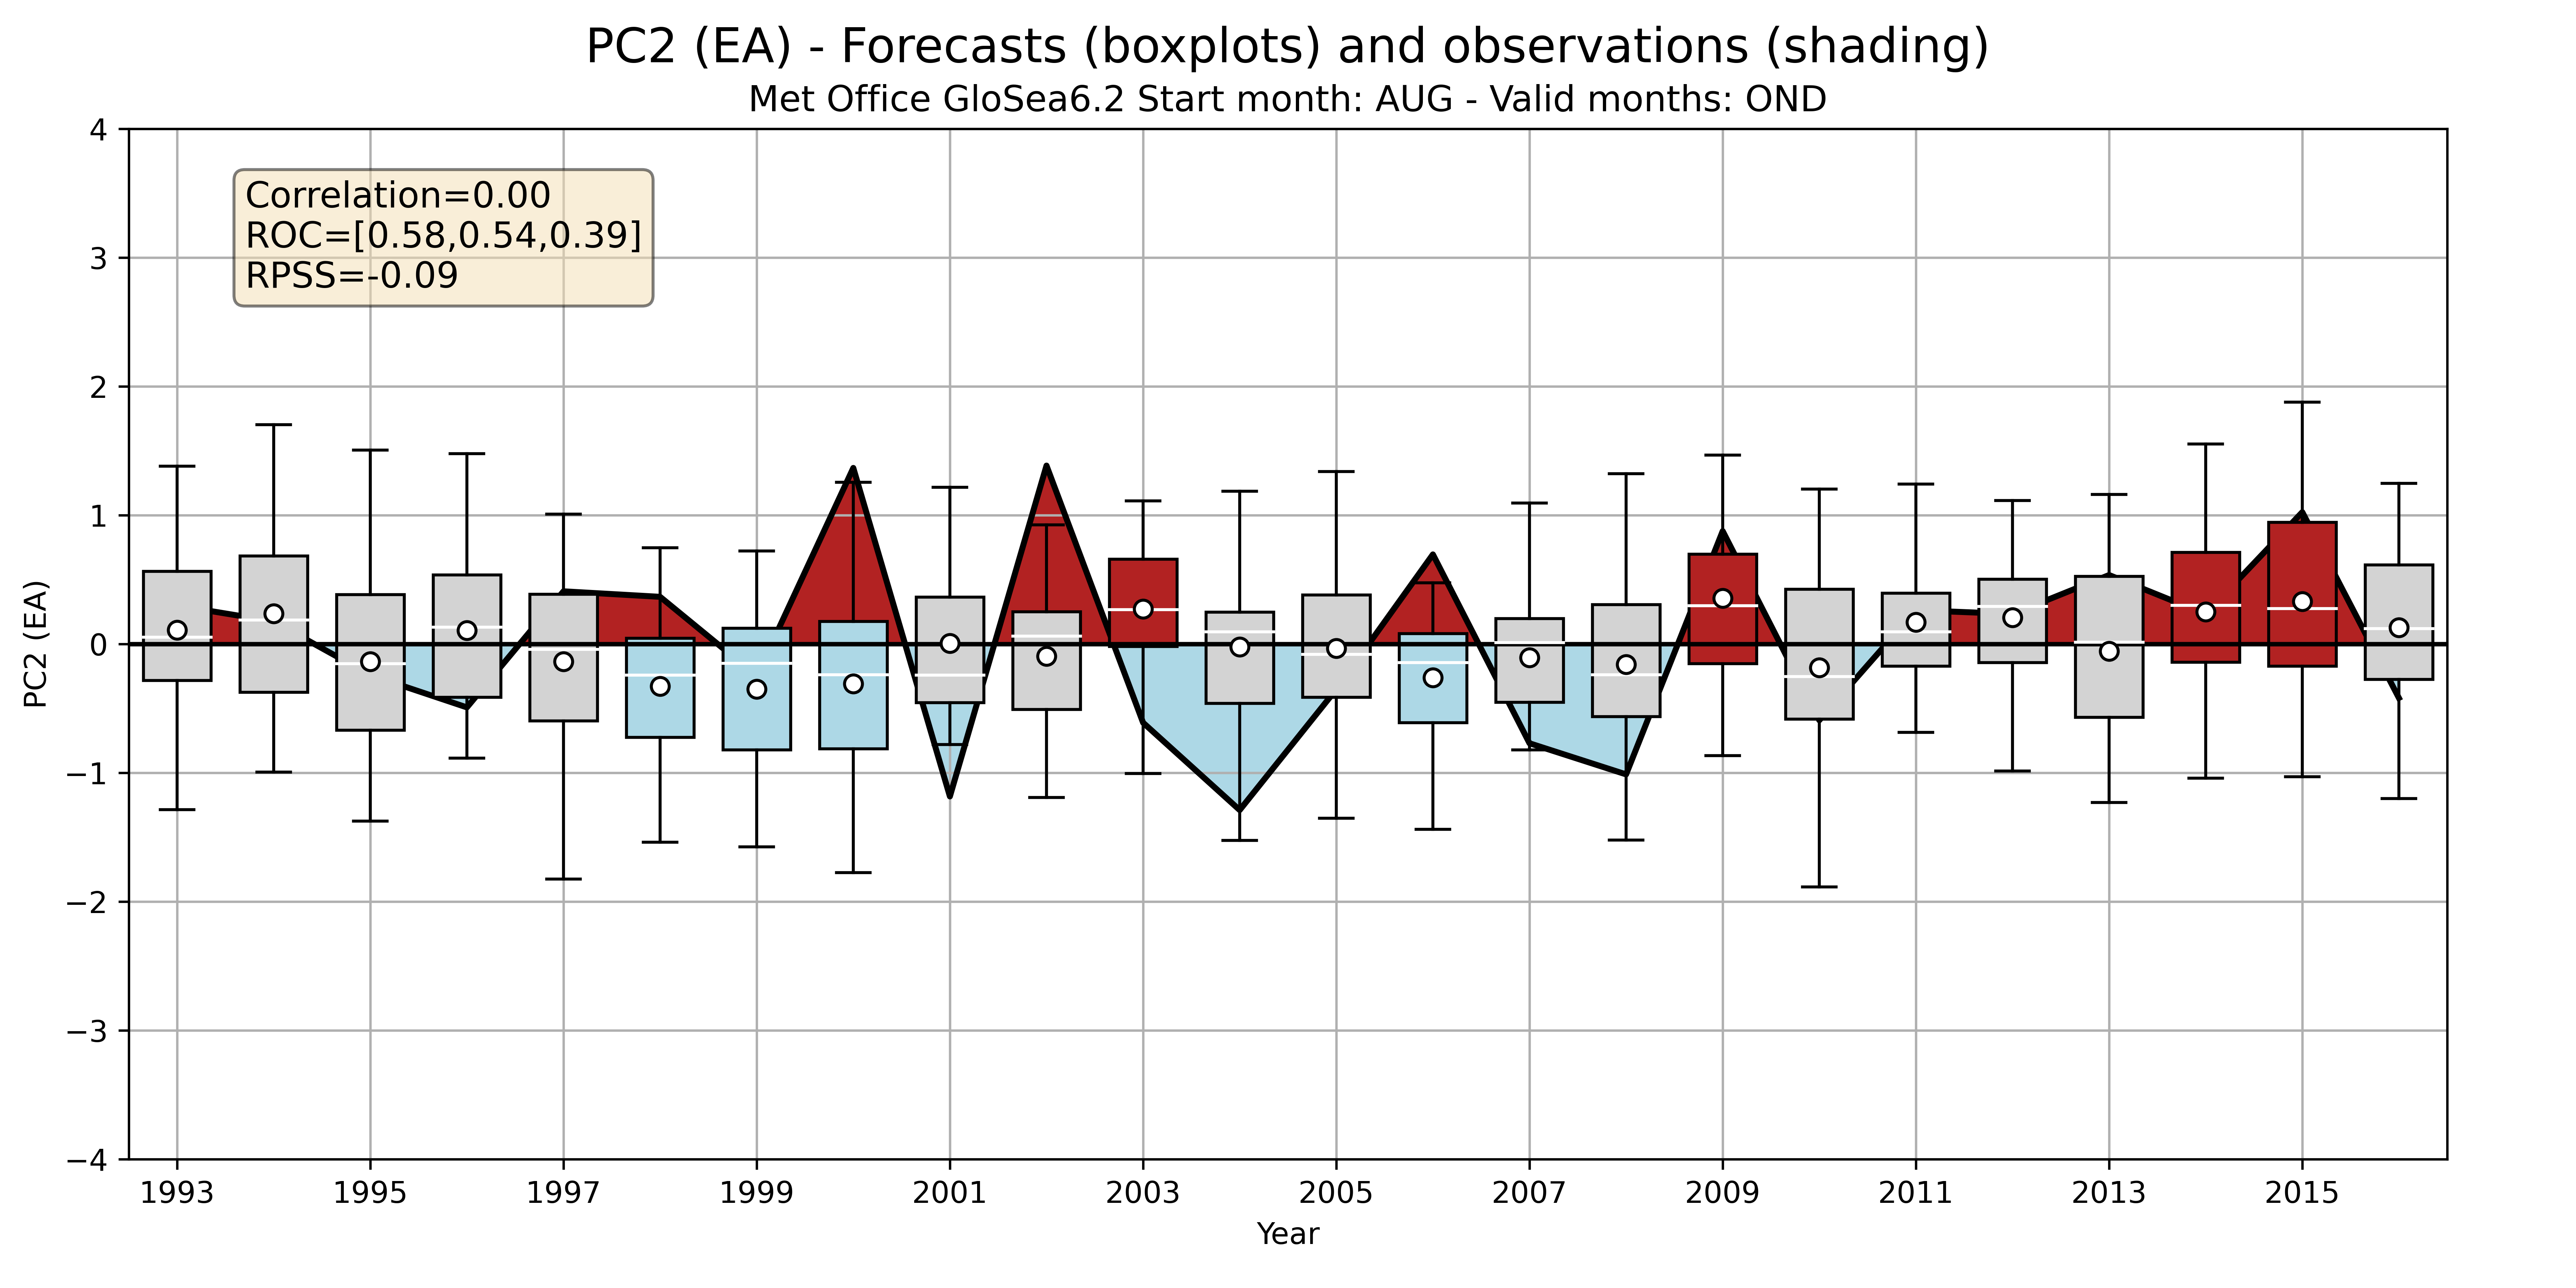 PC2 (EA) - Forecasts (boxplots) and observations (shading)
Met Office GloSea6.2 Start month: AUG - Valid months: OND
Correlation=0.00
ROC=[0.58,0.54,0.39]
RPSS=-0.09
PC2 (EA)
4
3
2
1
0
−1
−2
−3
−4
1993 1995 1997 1999 2001 2003 2005 2007 2009 2011 2013 2015
Year